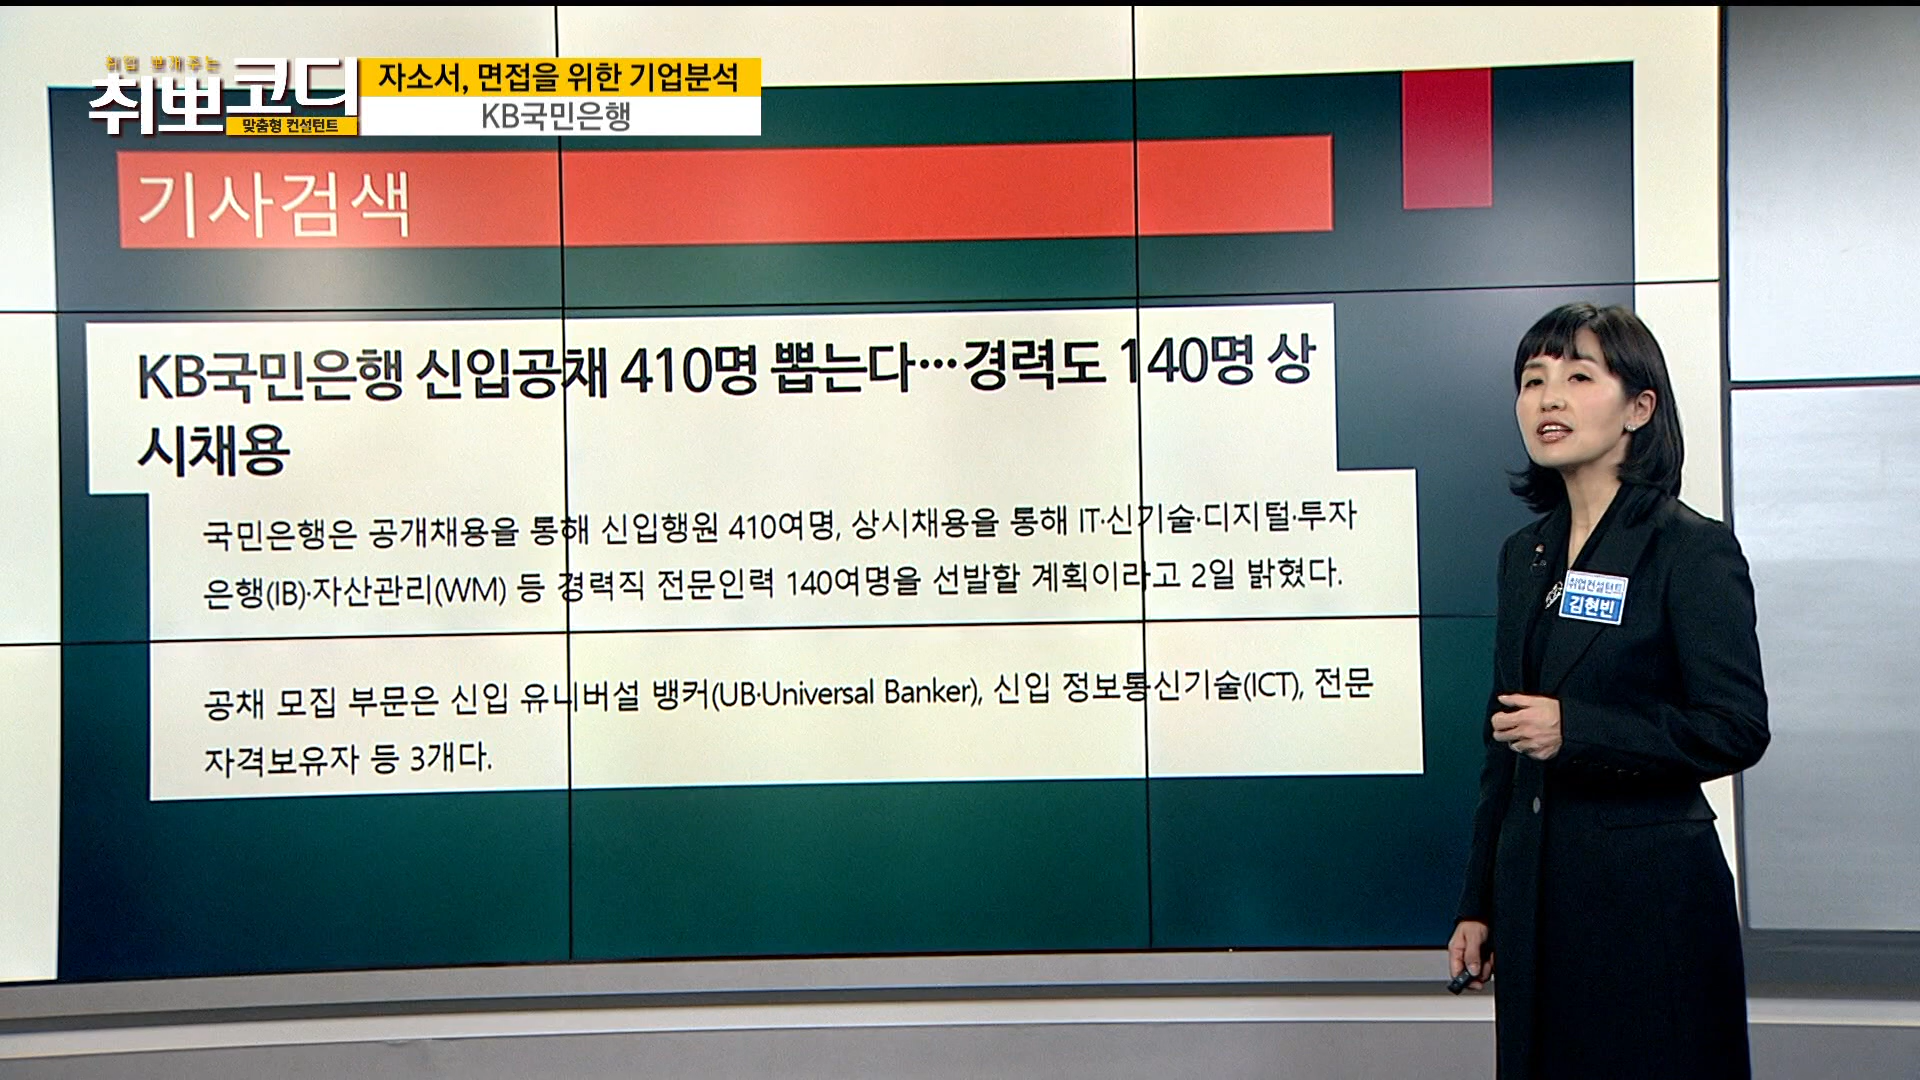 취업 뽀개주는
취뽀코디
맞춤형 컨설턴트
자소서, 면접을 위한 기업분석
KB국민은행
기사검색
KB국민은행 신입공채 410명 뽑는다…경력도 140명 상
시채용
국민은행은 공개채용을 통해 신입행원 410여명, 상시채용을 통해 IT·신기술·디지털·투자
은행(IB)·자산관리(WM) 등 경력직 전문인력 140여명을 선발할 계획이라고 2일 밝혔다.
공채 모집 부문은 신입 유니버설 뱅커(UB·Universal Banker), 신입 정보통신기술(ICT), 전문
자격보유자 등 3개다.
취업컨설턴트
김현빈